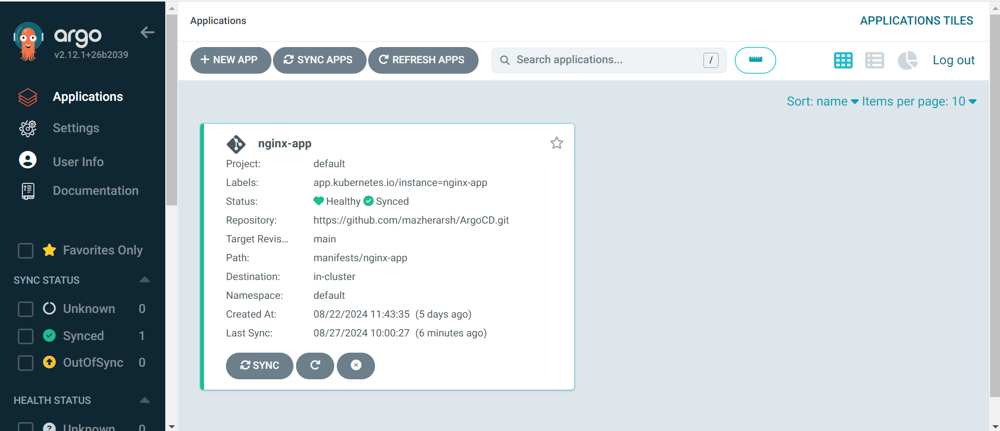 argo
v2.12.1+26b2039
Applications
Settings
User Info
Documentation
Favorites Only
SYNC STATUS
Unknown 0
Synced 1
OutOfSync 0
HEALTH STATUS
Unknown 0
Applications
APPLICATIONS TILES
NEW APP SYNC APPS REFRESH APPS Search applications... / Log out
Sort: name Items per page: 10
nginx-app
Project: default
Labels: app.kubernetes.io/instance=nginx-app
Status: Healthy Synced
Repository: https://github.com/mazherarsh/ArgoCD.git
Target Revis... main
Path: manifests/nginx-app
Destination: in-cluster
Namespace: default
Created At: 08/22/2024 11:43:35 (5 days ago)
Last Sync: 08/27/2024 10:00:27 (6 minutes ago)
SYNC